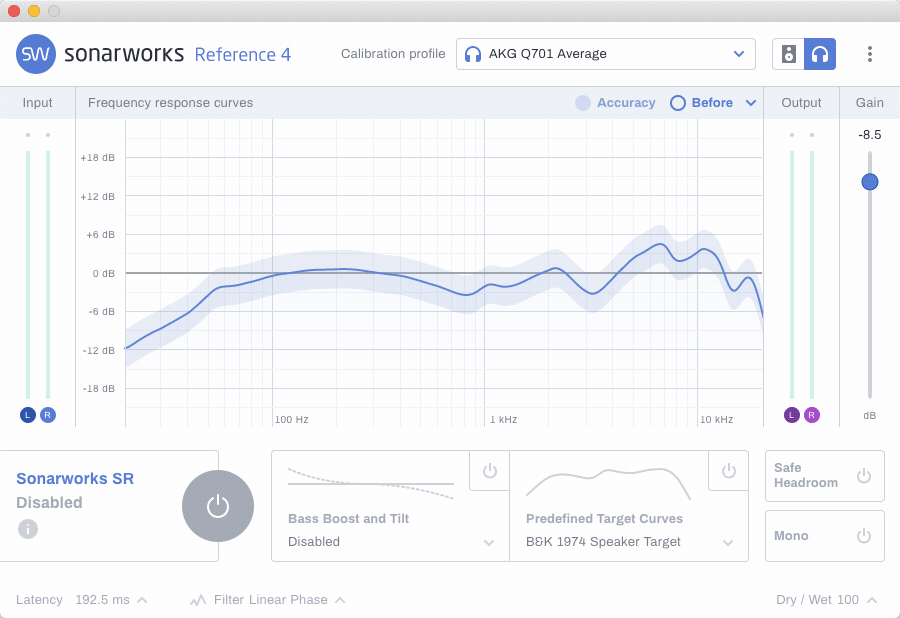 SW sonarworks Reference 4
Calibration profile AKG Q701 Average
Input Frequency response curves Accuracy Before Output Gain
-8.5
+18 dB
+12 dB
+6 dB
0 dB
-6 dB
-12 dB
-18 dB
100 Hz 1 kHz 10 kHz
L R L R dB
Sonarworks SR
Disabled
i
Bass Boost and Tilt
Disabled
Predefined Target Curves
B&K 1974 Speaker Target
Safe
Headroom
Mono
Latency 192.5 ms Filter Linear Phase Dry / Wet 100